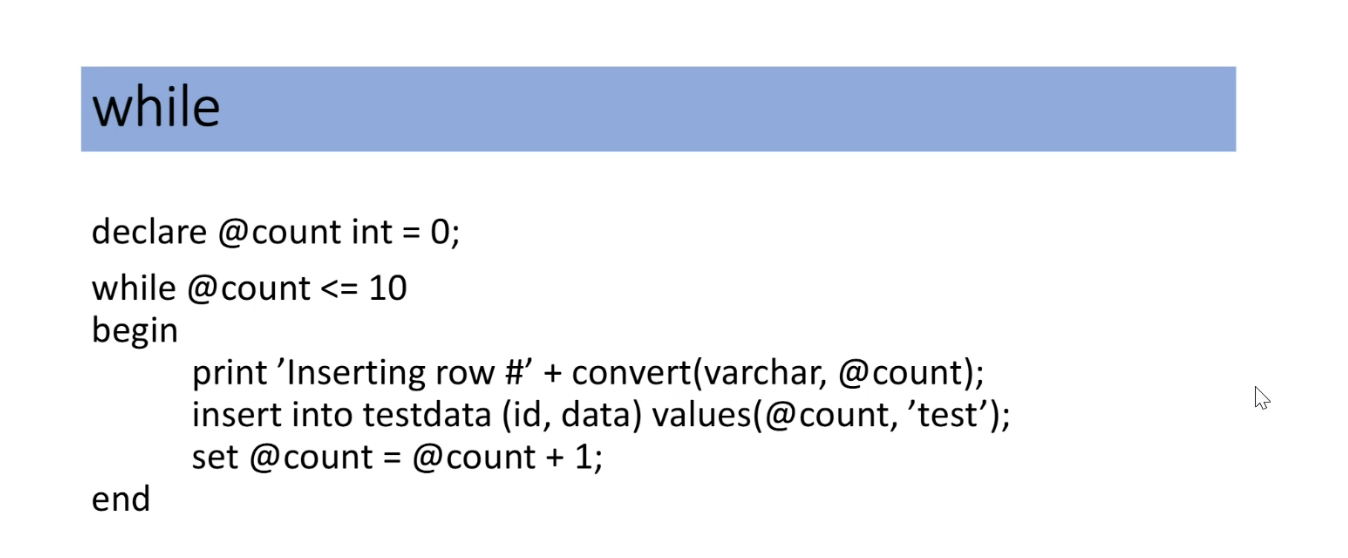 while
declare @count int = 0;
while @count <= 10
begin
print ’Inserting row #’ + convert(varchar, @count);
insert into testdata (id, data) values(@count, ’test’);
set @count = @count + 1;
end